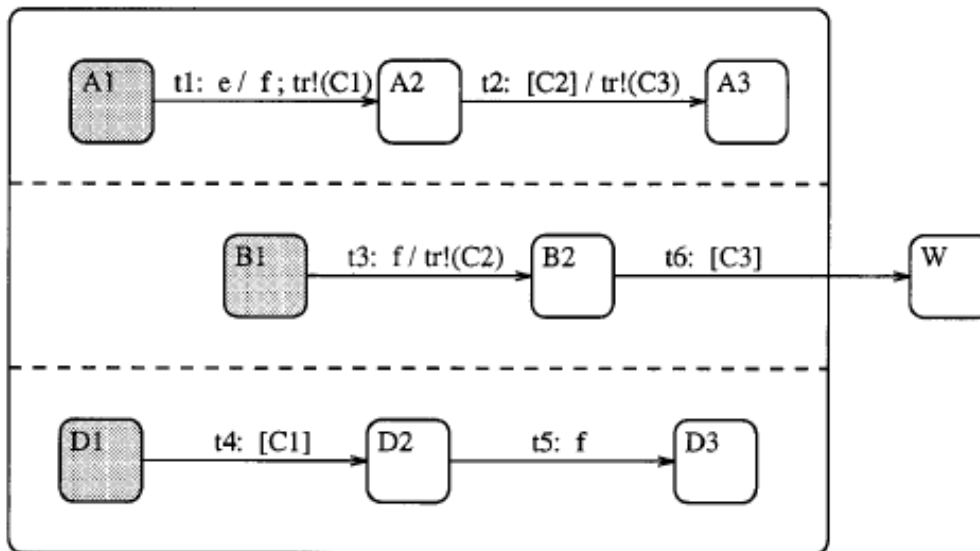 A1 t1: e / f ; tr!(C1) A2 t2: [C2] / tr!(C3) A3
B1 t3: f / tr!(C2) B2 t6: [C3] W
D1 t4: [C1] D2 t5: f D3